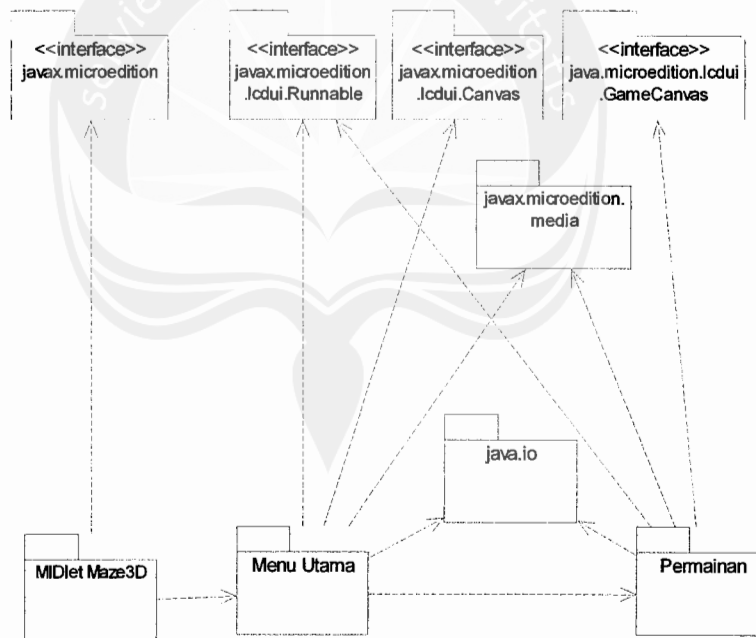 <<interface>>
javax.microedition
<<interface>>
javax.microedition
.lcdui.Runnable
<<interface>>
javax.microedition
.lcdui.Canvas
<<interface>>
java.microedition.lcdui
.GameCanvas
javax.microedition.
media
java.io
MIDlet Maze3D
Menu Utama
Permainan